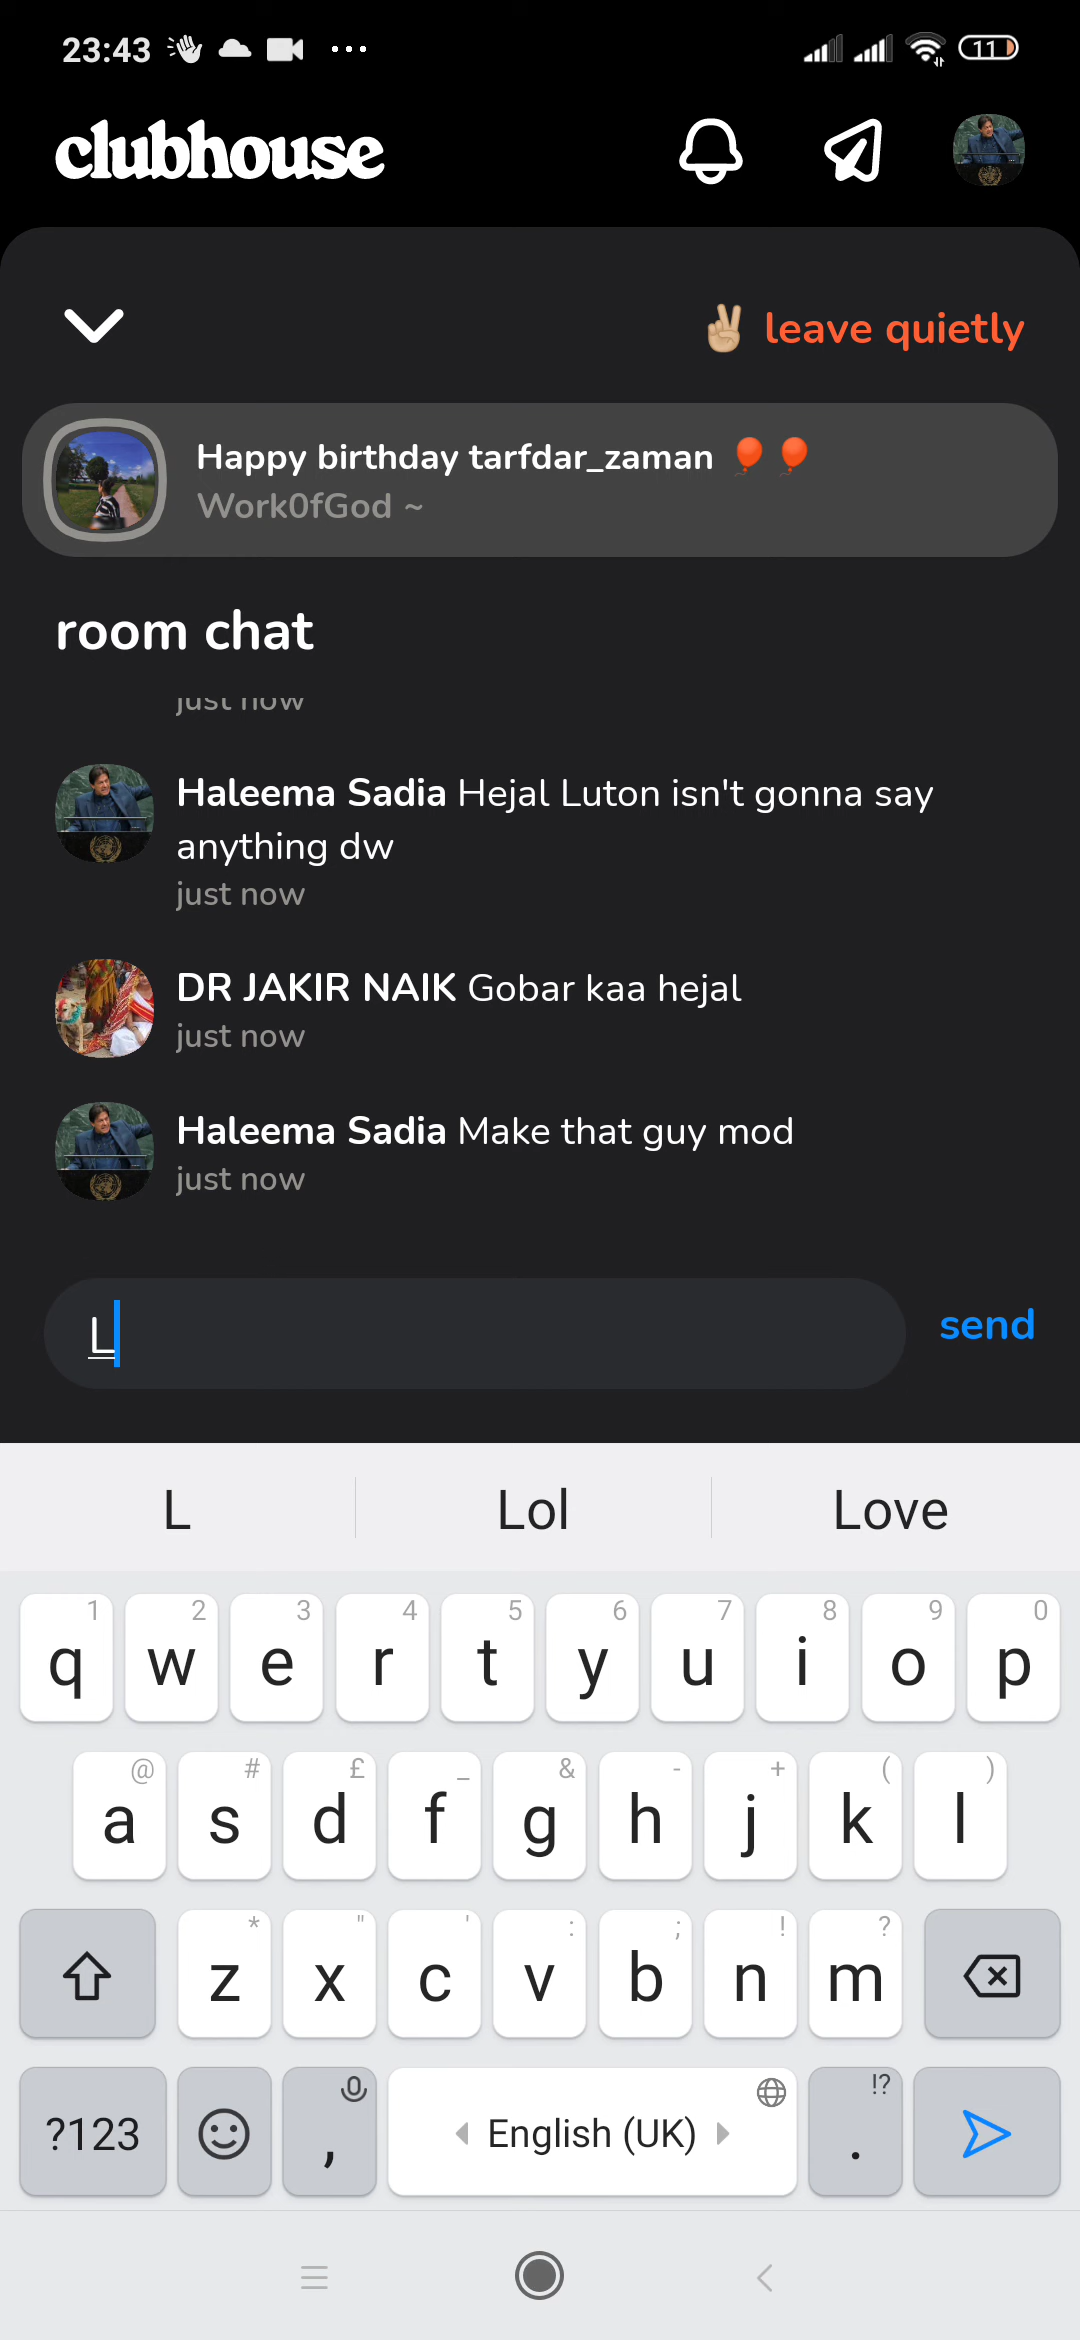 23:43
11
clubhouse
✌🏼 leave quietly
Happy birthday tarfdar_zaman 🎈🎈
Work0fGod ~
room chat
just now
Haleema Sadia Hejal Luton isn't gonna say
anything dw
just now
DR JAKIR NAIK Gobar kaa hejal
just now
Haleema Sadia Make that guy mod
just now
L
send
L Lol Love
1 2 3 4 5 6 7 8 9 0
q w e r t y u i o p
@ # £ _ & - + ( )
a s d f g h j k l
* " ' : ; ! ?
z x c v b n m
!?
?123 , English (UK) .